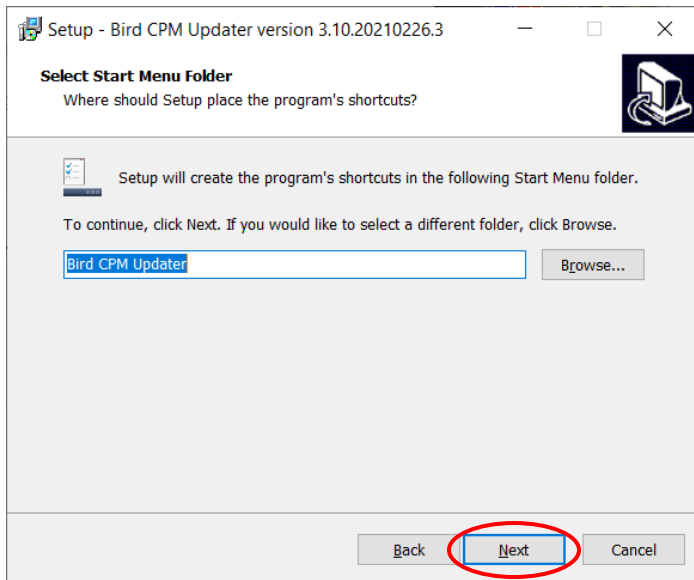 Setup - Bird CPM Updater version 3.10.20210226.3
Select Start Menu Folder
Where should Setup place the program's shortcuts?
Setup will create the program's shortcuts in the following Start Menu folder.
To continue, click Next. If you would like to select a different folder, click Browse.
Bird CPM Updater
Browse...
Back Next Cancel